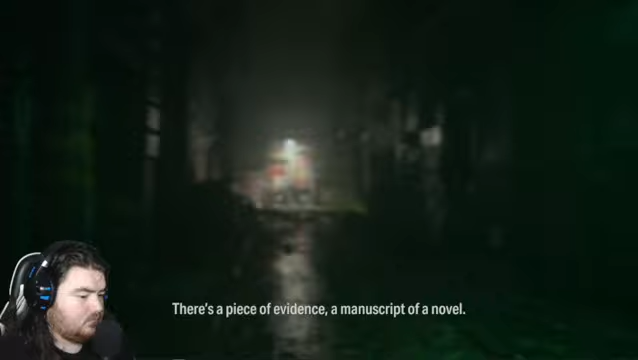 There's a piece of evidence, a manuscript of a novel.